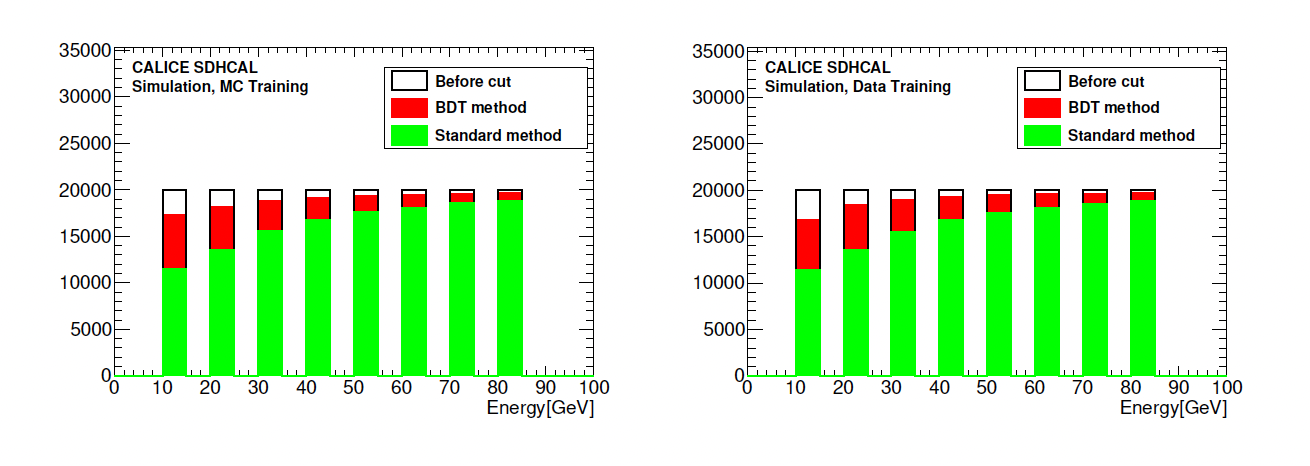 35000
30000
25000
20000
15000
10000
5000
0
CALICE SDHCAL
Simulation, MC Training
Before cut
BDT method
Standard method
0 10 20 30 40 50 60 70 80 90 100
Energy[GeV]
35000
30000
25000
20000
15000
10000
5000
0
CALICE SDHCAL
Simulation, Data Training
Before cut
BDT method
Standard method
0 10 20 30 40 50 60 70 80 90 100
Energy[GeV]